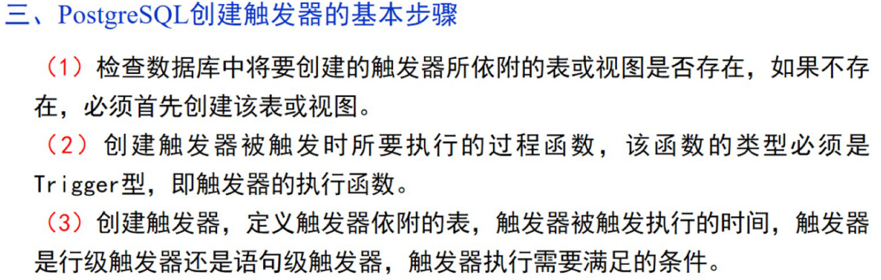 三、PostgreSQL创建触发器的基本步骤
（1）检查数据库中将要创建的触发器所依附的表或视图是否存在，如果不存
在，必须首先创建该表或视图。
（2）创建触发器被触发时所要执行的过程函数，该函数的类型必须是
Trigger型，即触发器的执行函数。
（3）创建触发器，定义触发器依附的表，触发器被触发执行的时间，触发器
是行级触发器还是语句级触发器，触发器执行需要满足的条件。